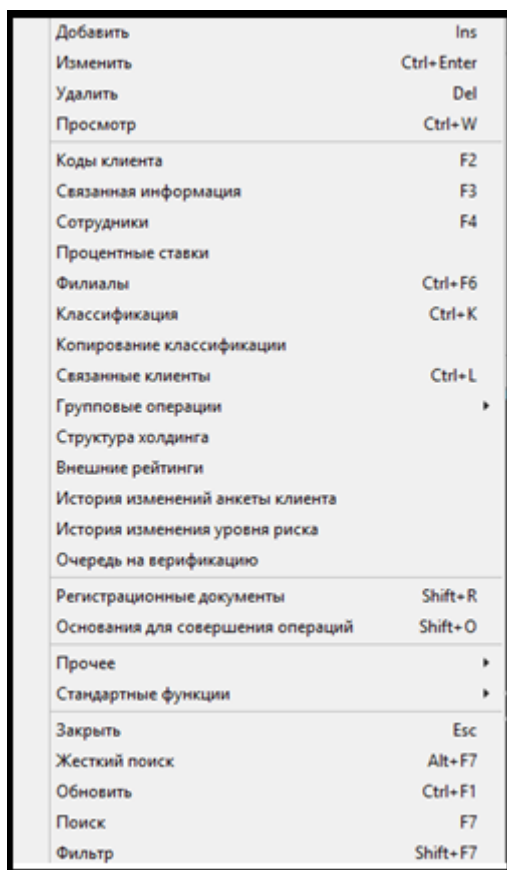 Добавить Ins
Изменить Ctrl+Enter
Удалить Del
Просмотр Ctrl+W
Коды клиента F2
Связанная информация F3
Сотрудники F4
Процентные ставки
Филиалы Ctrl+F6
Классификация Ctrl+K
Копирование классификации
Связанные клиенты Ctrl+L
Групповые операции
Структура холдинга
Внешние рейтинги
История изменений анкеты клиента
История изменения уровня риска
Очередь на верификацию
Регистрационные документы Shift+R
Основания для совершения операций Shift+O
Прочее
Стандартные функции
Закрыть Esc
Жесткий поиск Alt+F7
Обновить Ctrl+F1
Поиск F7
Фильтр Shift+F7